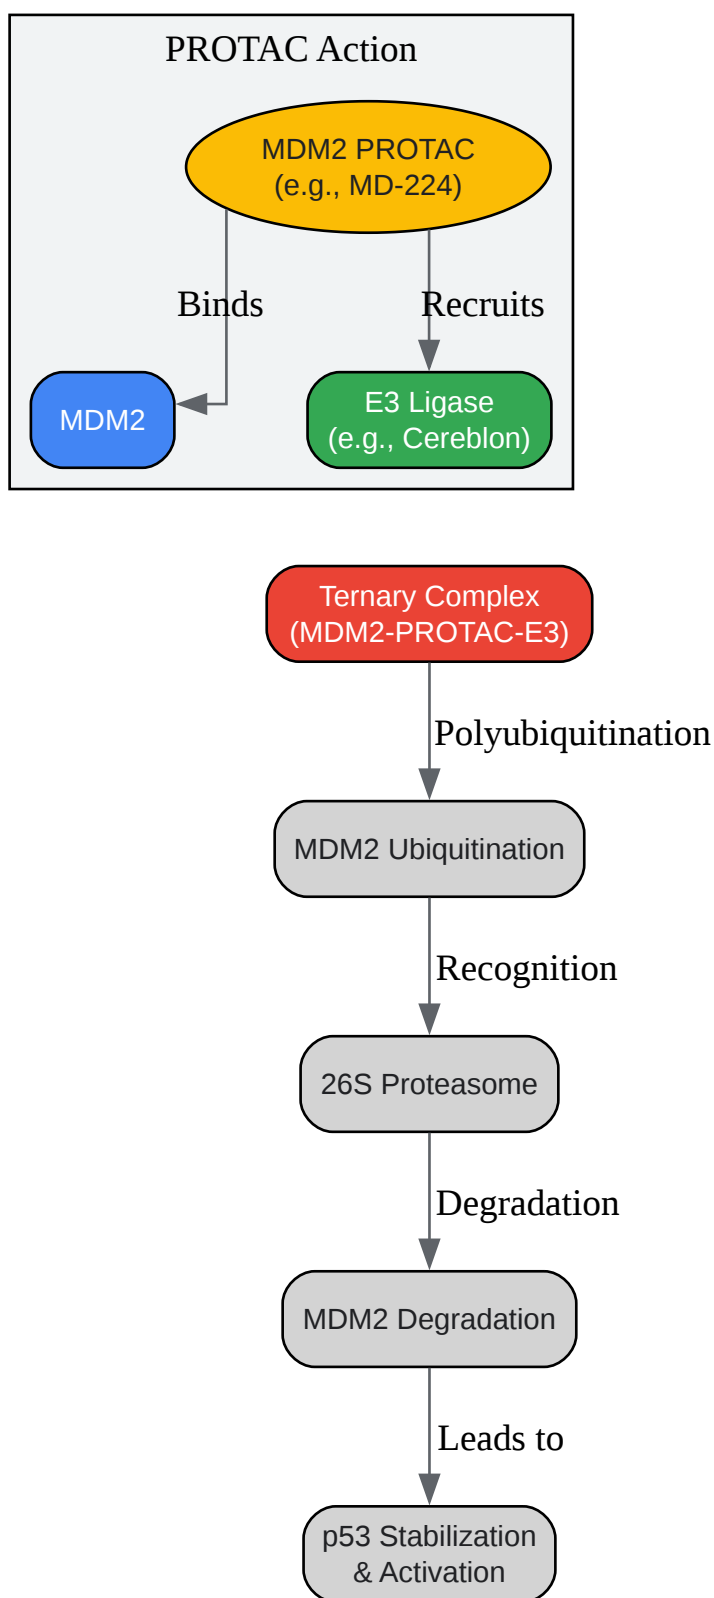 PROTAC Action
MDM2 PROTAC
(e.g., MD-224)
Binds
Recruits
MDM2
E3 Ligase
(e.g., Cereblon)
Ternary Complex
(MDM2-PROTAC-E3)
Polyubiquitination
MDM2 Ubiquitination
Recognition
26S Proteasome
Degradation
MDM2 Degradation
Leads to
p53 Stabilization
& Activation